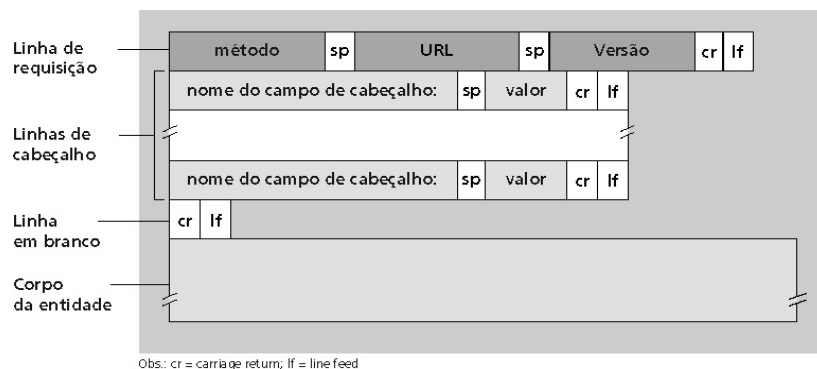 Linha de requisição
método sp URL sp Versão cr lf
nome do campo de cabeçalho: sp valor cr lf
Linhas de cabeçalho
nome do campo de cabeçalho: sp valor cr lf
Linha em branco
cr lf
Corpo da entidade
Obs.: cr = carriage return; lf = line feed